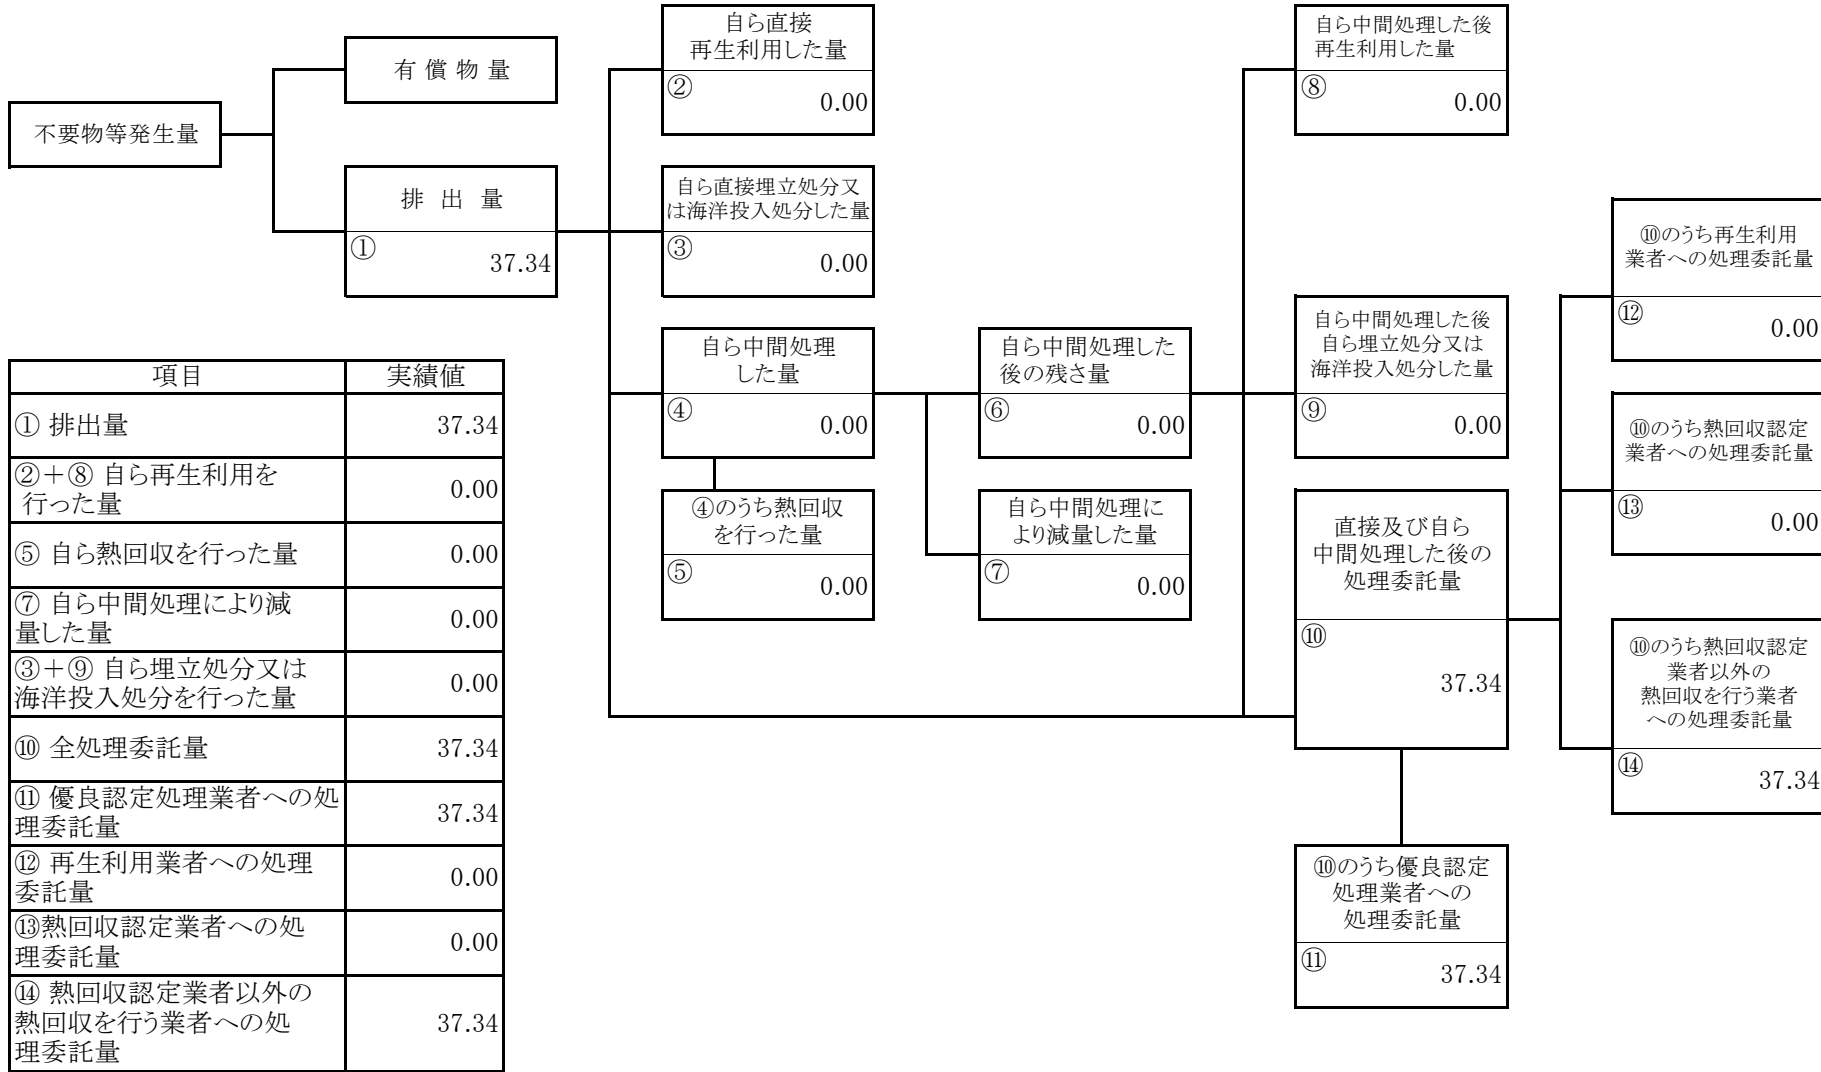 不要物等発生量
有 償 物 量
排 出 量
①
37.34
自ら直接
再生利用した量
②
0.00
自ら直接埋立処分又
は海洋投入処分した量
③
0.00
自ら中間処理
した量
④
0.00
④のうち熱回収
を行った量
⑤
0.00
自ら中間処理した
後の残さ量
⑥
0.00
自ら中間処理に
より減量した量
⑦
0.00
自ら中間処理した後
再生利用した量
⑧
0.00
自ら中間処理した後
自ら埋立処分又は
海洋投入処分した量
⑨
0.00
直接及び自ら
中間処理した後の
処理委託量
⑩
37.34
⑩のうち優良認定
処理業者への
処理委託量
⑪
37.34
⑩のうち再生利用
業者への処理委託量
⑫
0.00
⑩のうち熱回収認定
業者への処理委託量
⑬
0.00
⑩のうち熱回収認定
業者以外の
熱回収を行う業者
への処理委託量
⑭
37.34
項目 実績値
① 排出量 37.34
②+⑧ 自ら再生利用を
行った量
0.00
⑤ 自ら熱回収を行った量 0.00
⑦ 自ら中間処理により減
量した量
0.00
③+⑨ 自ら埋立処分又は
海洋投入処分を行った量
0.00
⑩ 全処理委託量 37.34
⑪ 優良認定処理業者への処
理委託量
37.34
⑫ 再生利用業者への処理
委託量
0.00
⑬熱回収認定業者への処
理委託量
0.00
⑭ 熱回収認定業者以外の
熱回収を行う業者への処
理委託量
37.34